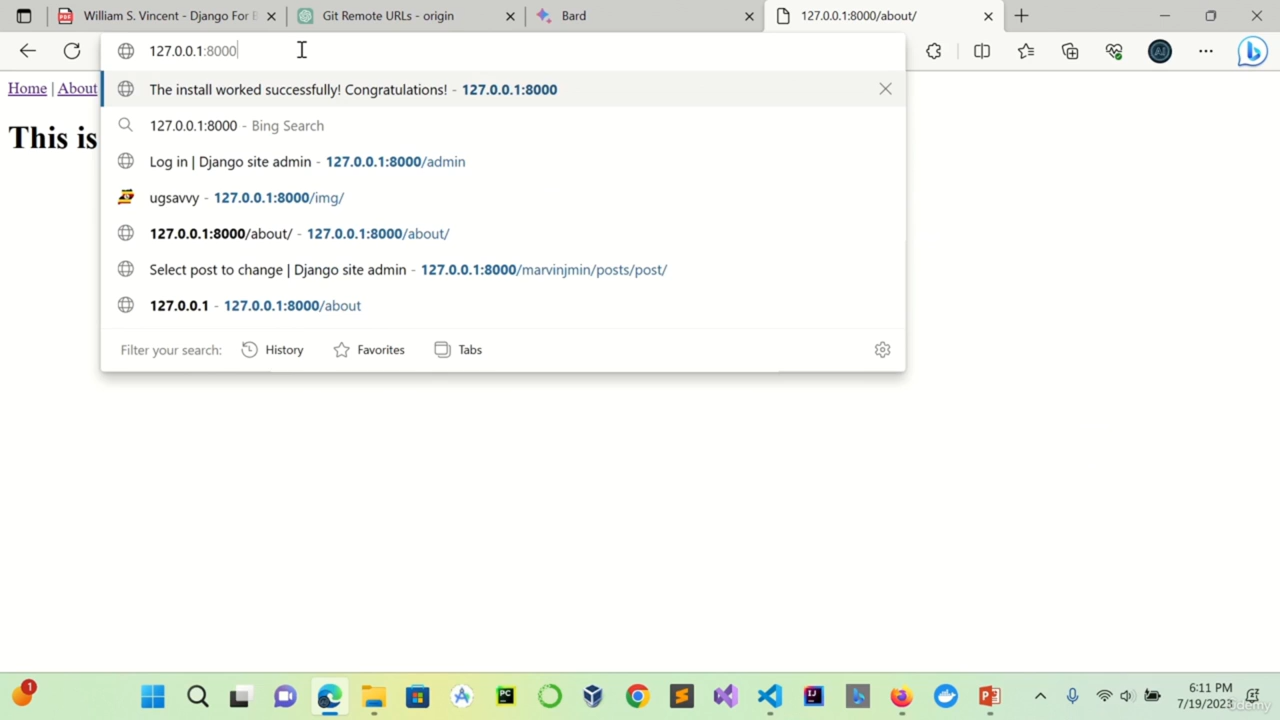 William S. Vincent - Django For B
Git Remote URLs - origin
Bard
127.0.0.1:8000/about/
127.0.0.1:8000
Home | About
This is
The install worked successfully! Congratulations! - 127.0.0.1:8000
127.0.0.1:8000 - Bing Search
Log in | Django site admin - 127.0.0.1:8000/admin
ugsavvy - 127.0.0.1:8000/img/
127.0.0.1:8000/about/ - 127.0.0.1:8000/about/
Select post to change | Django site admin - 127.0.0.1:8000/marvinjmin/posts/post/
127.0.0.1 - 127.0.0.1:8000/about
Filter your search: History Favorites Tabs
1
6:11 PM
7/19/2023
Udemy